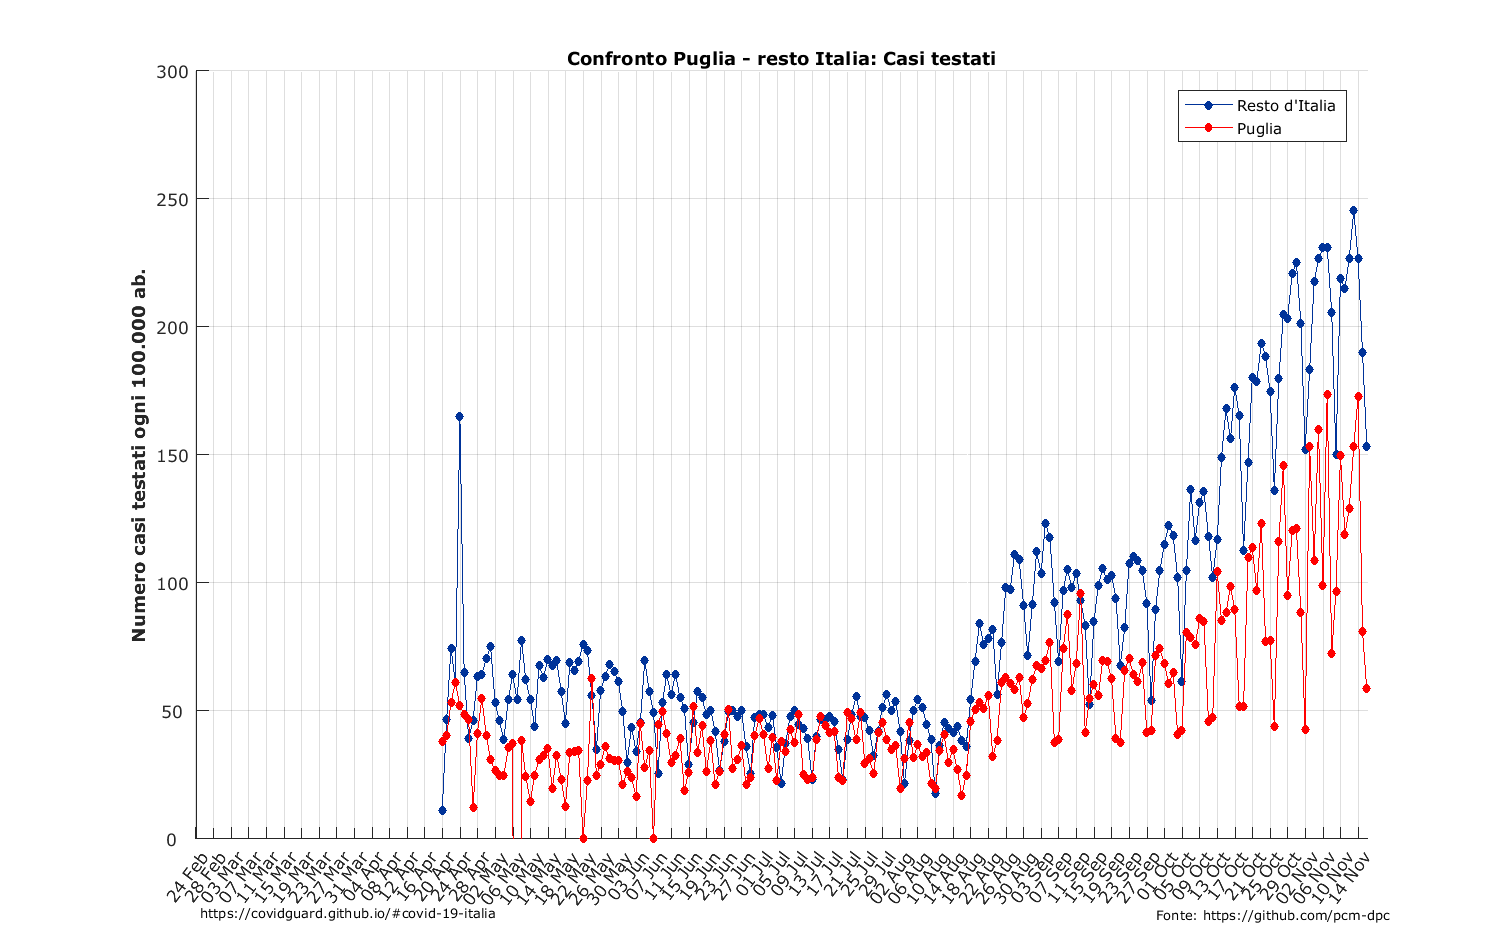 Confronto Puglia - resto Italia: Casi testati
Resto d'Italia
Puglia
Numero casi testati ogni 100.000 ab.
300
250
200
150
100
50
0
24 Feb
28 Feb
03 Mar
07 Mar
11 Mar
15 Mar
19 Mar
23 Mar
27 Mar
31 Mar
04 Apr
08 Apr
12 Apr
16 Apr
20 Apr
24 Apr
28 Apr
02 May
06 May
10 May
14 May
18 May
22 May
26 May
30 May
03 Jun
07 Jun
11 Jun
15 Jun
19 Jun
23 Jun
27 Jun
01 Jul
05 Jul
09 Jul
13 Jul
17 Jul
21 Jul
25 Jul
29 Jul
02 Aug
06 Aug
10 Aug
14 Aug
18 Aug
22 Aug
26 Aug
30 Aug
03 Sep
07 Sep
11 Sep
15 Sep
19 Sep
23 Sep
27 Sep
01 Oct
05 Oct
09 Oct
13 Oct
17 Oct
21 Oct
25 Oct
29 Oct
02 Nov
06 Nov
10 Nov
14 Nov
https://covidguard.github.io/#covid-19-italia
Fonte: https://github.com/pcm-dpc